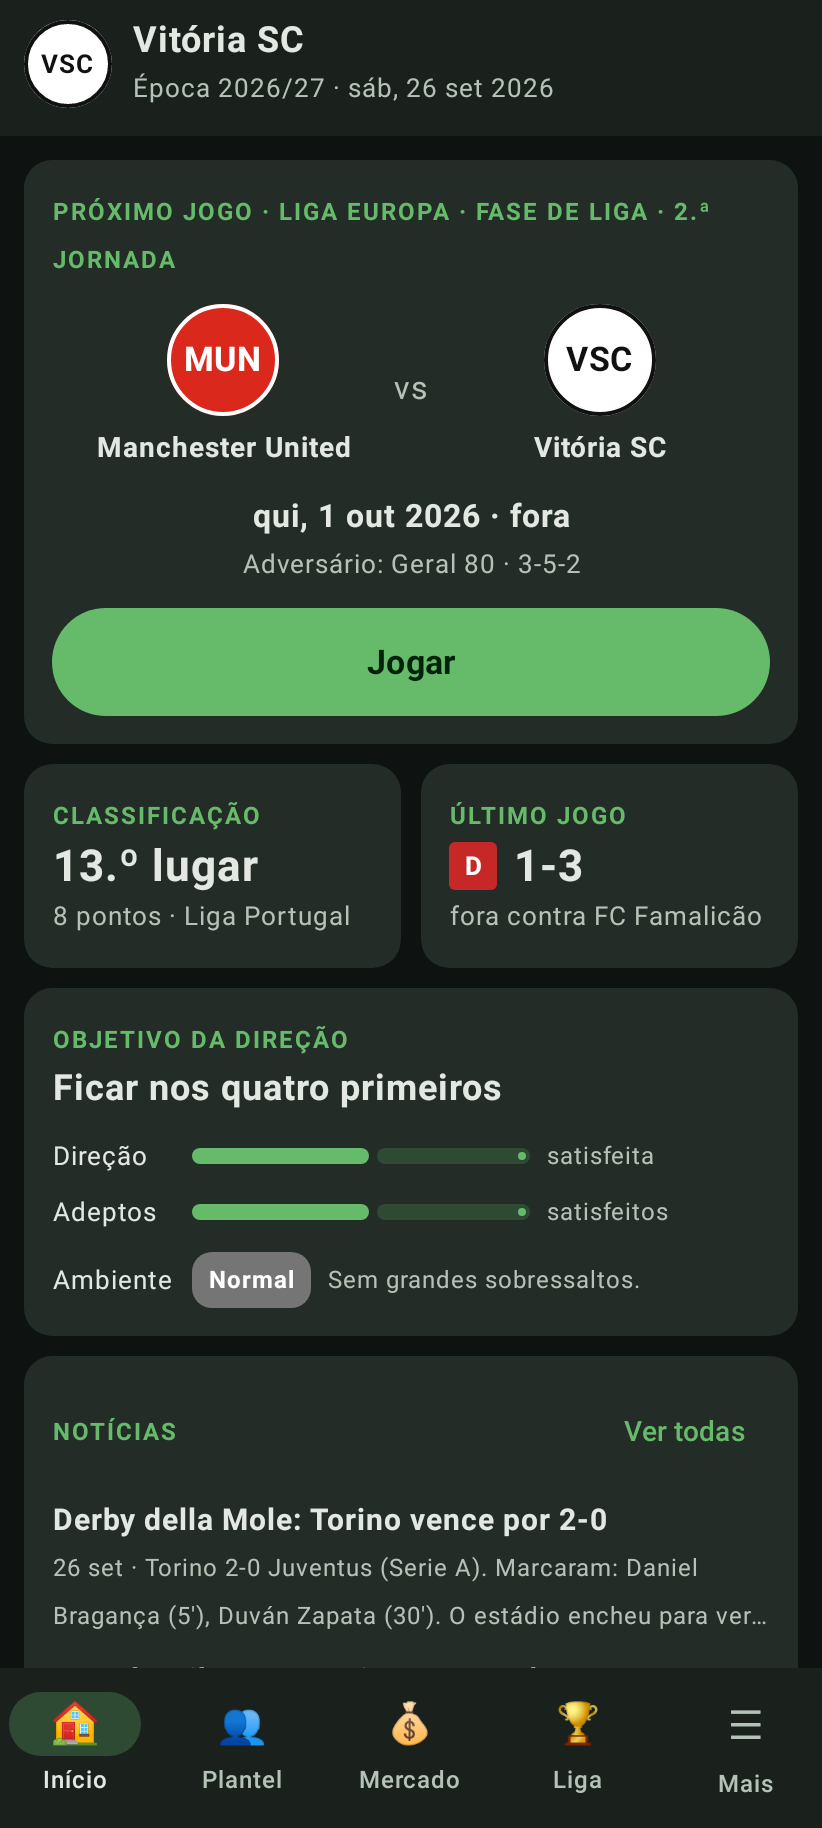 VSC
Vitória SC
Época 2026/27 · sáb, 26 set 2026
PRÓXIMO JOGO · LIGA EUROPA · FASE DE LIGA · 2.ª
JORNADA
MUN
vs
VSC
Manchester United
Vitória SC
qui, 1 out 2026 · fora
Adversário: Geral 80 · 3-5-2
Jogar
CLASSIFICAÇÃO
13.º lugar
8 pontos · Liga Portugal
ÚLTIMO JOGO
D 1-3
fora contra FC Famalicão
OBJETIVO DA DIREÇÃO
Ficar nos quatro primeiros
Direção satisfeita
Adeptos satisfeitos
Ambiente Normal Sem grandes sobressaltos.
NOTÍCIAS
Ver todas
Derby della Mole: Torino vence por 2-0
26 set · Torino 2-0 Juventus (Serie A). Marcaram: Daniel
Bragança (5'), Duván Zapata (30'). O estádio encheu para ver…
Início
Plantel
Mercado
Liga
Mais